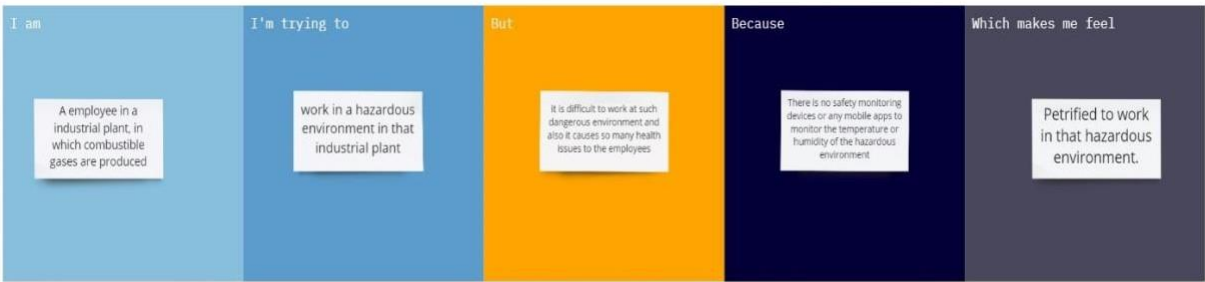 I am
A employee in a
industrial plant, in
which combustible
gases are produced
I'm trying to
work in a hazardous
environment in that
industrial plant
But
It is difficult to work at such
dangerous environment and
also it causes so many health
issues to the employees
Because
There is no safety monitoring
devices or any mobile apps to
monitor the temperature or
humidity of the hazardous
environment
Which makes me feel
Petrified to work
in that hazardous
environment.